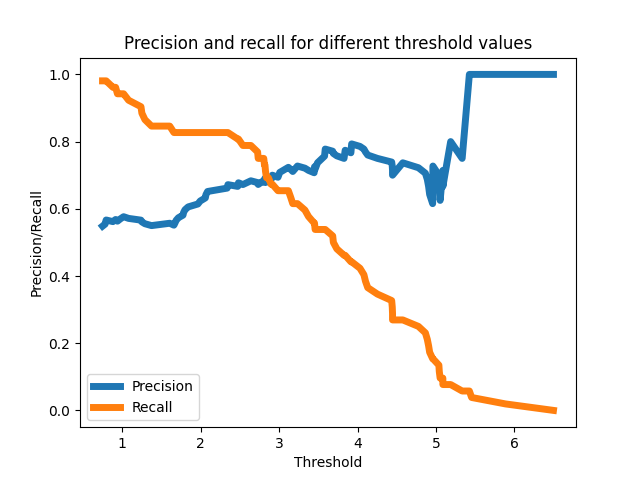 Precision and recall for different threshold values
Precision/Recall
1.0
0.8
0.6
0.4
0.2
0.0
Precision
Recall
1 2 3 4 5 6
Threshold